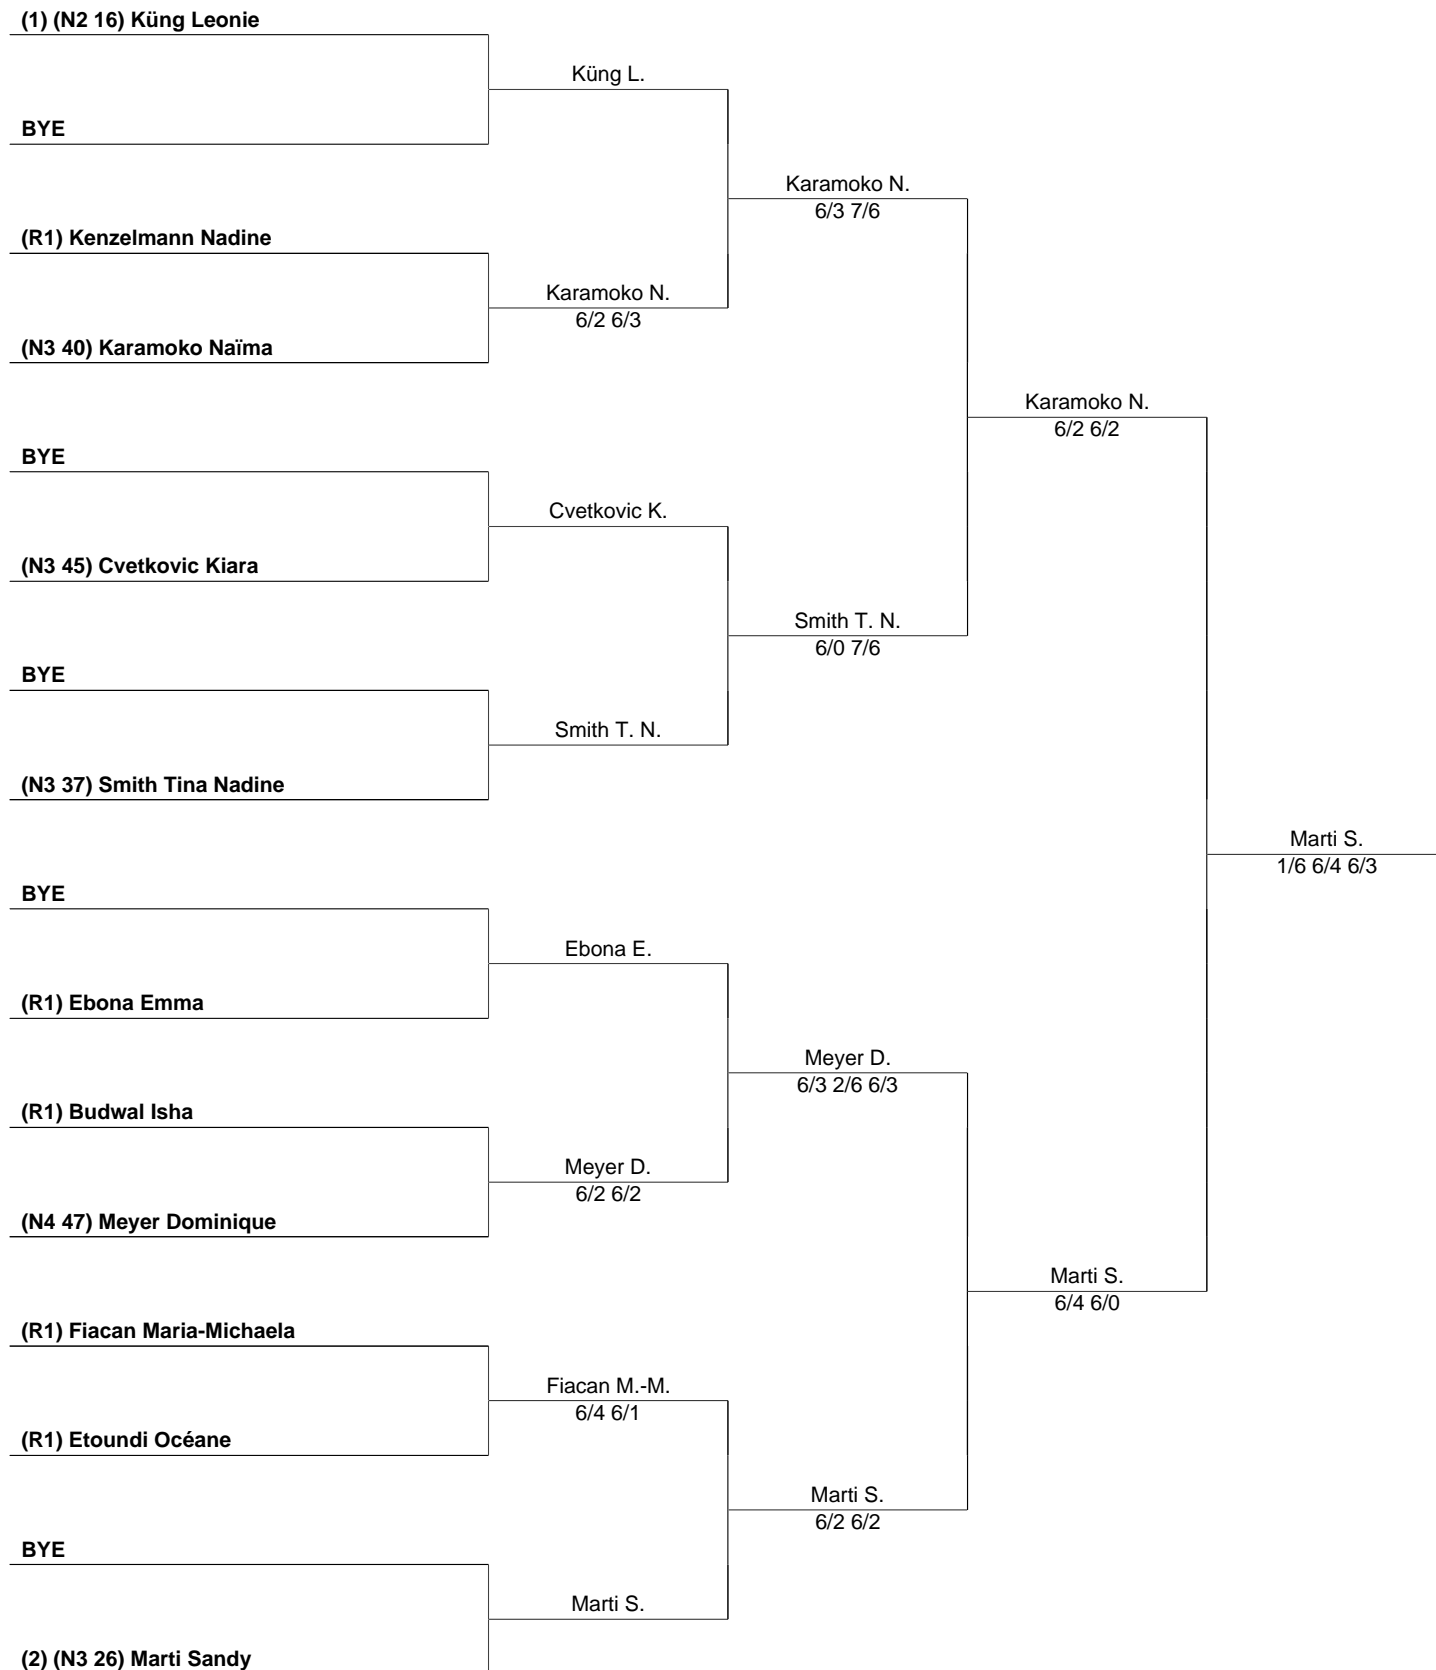 (1) (N2 16) Küng Leonie
Küng L.
BYE
Karamoko N.
6/3 7/6
(R1) Kenzelmann Nadine
Karamoko N.
6/2 6/3
(N3 40) Karamoko Naïma
Karamoko N.
6/2 6/2
BYE
Cvetkovic K.
(N3 45) Cvetkovic Kiara
Smith T. N.
6/0 7/6
BYE
Smith T. N.
(N3 37) Smith Tina Nadine
Marti S.
1/6 6/4 6/3
BYE
Ebona E.
(R1) Ebona Emma
Meyer D.
6/3 2/6 6/3
(R1) Budwal Isha
Meyer D.
6/2 6/2
(N4 47) Meyer Dominique
Marti S.
6/4 6/0
(R1) Fiacan Maria-Michaela
Fiacan M.-M.
6/4 6/1
(R1) Etoundi Océane
Marti S.
6/2 6/2
BYE
Marti S.
(2) (N3 26) Marti Sandy